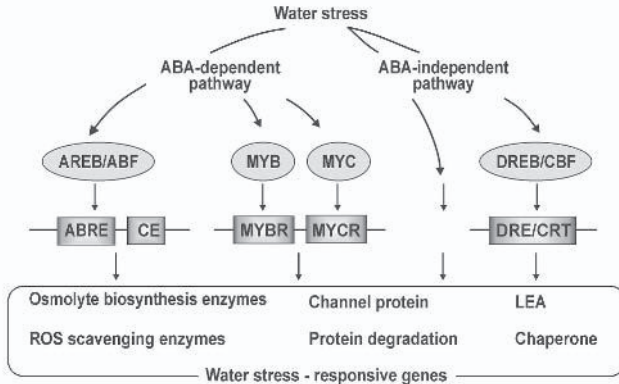 Water stress
ABA-dependent
pathway
ABA-independent
pathway
AREB/ABF
MYB
MYC
DREB/CBF
ABRE
CE
MYBR
MYCR
DRE/CRT
Osmolyte biosynthesis enzymes
Channel protein
LEA
ROS scavenging enzymes
Protein degradation
Chaperone
Water stress - responsive genes